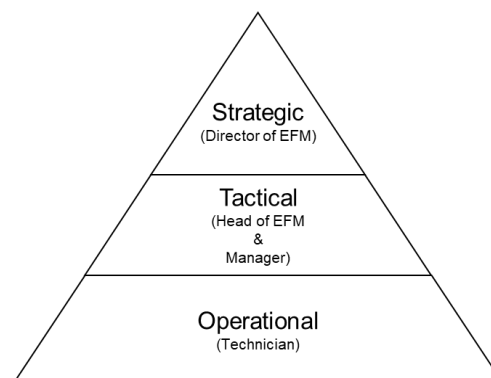 Strategic
(Director of EFM)
Tactical
(Head of EFM
&
Manager)
Operational
(Technician)